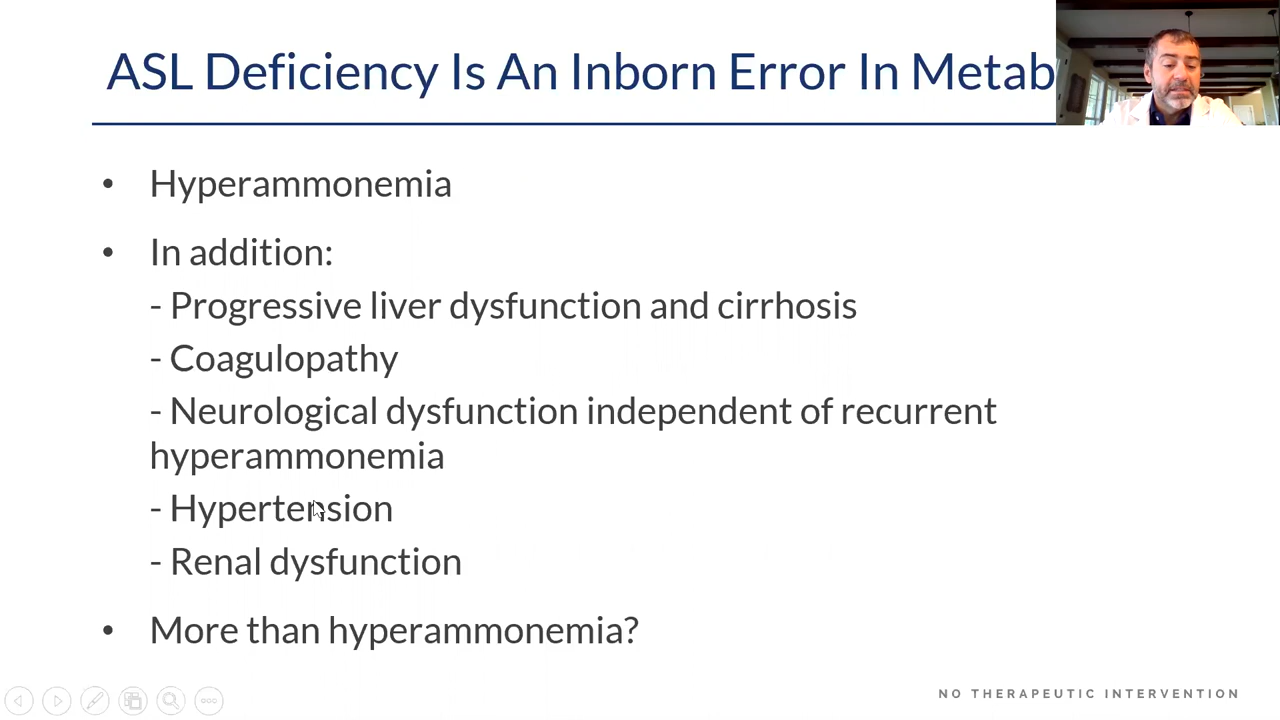 ASL Deficiency Is An Inborn Error In Metab
• Hyperammonemia
• In addition:
- Progressive liver dysfunction and cirrhosis
- Coagulopathy
- Neurological dysfunction independent of recurrent
hyperammonemia
- Hypertension
- Renal dysfunction
• More than hyperammonemia?
NO THERAPEUTIC INTERVENTION